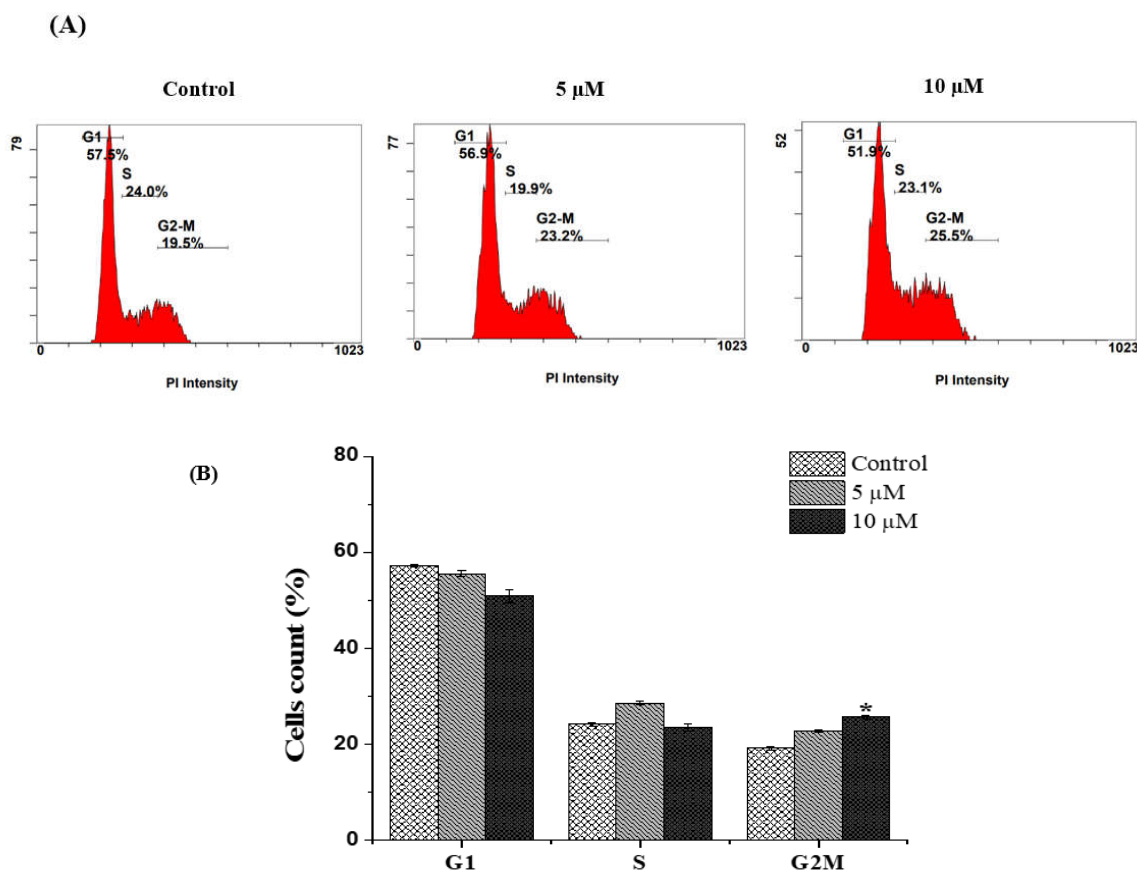 (A)
Control
5 µM
10 µM
79
G1
57.5%
S
24.0%
G2-M
19.5%
0
1023
PI Intensity
77
G1
56.9%
S
19.9%
G2-M
23.2%
0
1023
PI Intensity
52
G1
51.9%
S
23.1%
G2-M
25.5%
0
1023
PI Intensity
(B)
Cells count (%)
80
60
40
20
0
Control
5 µM
10 µM
*
G1
S
G2M